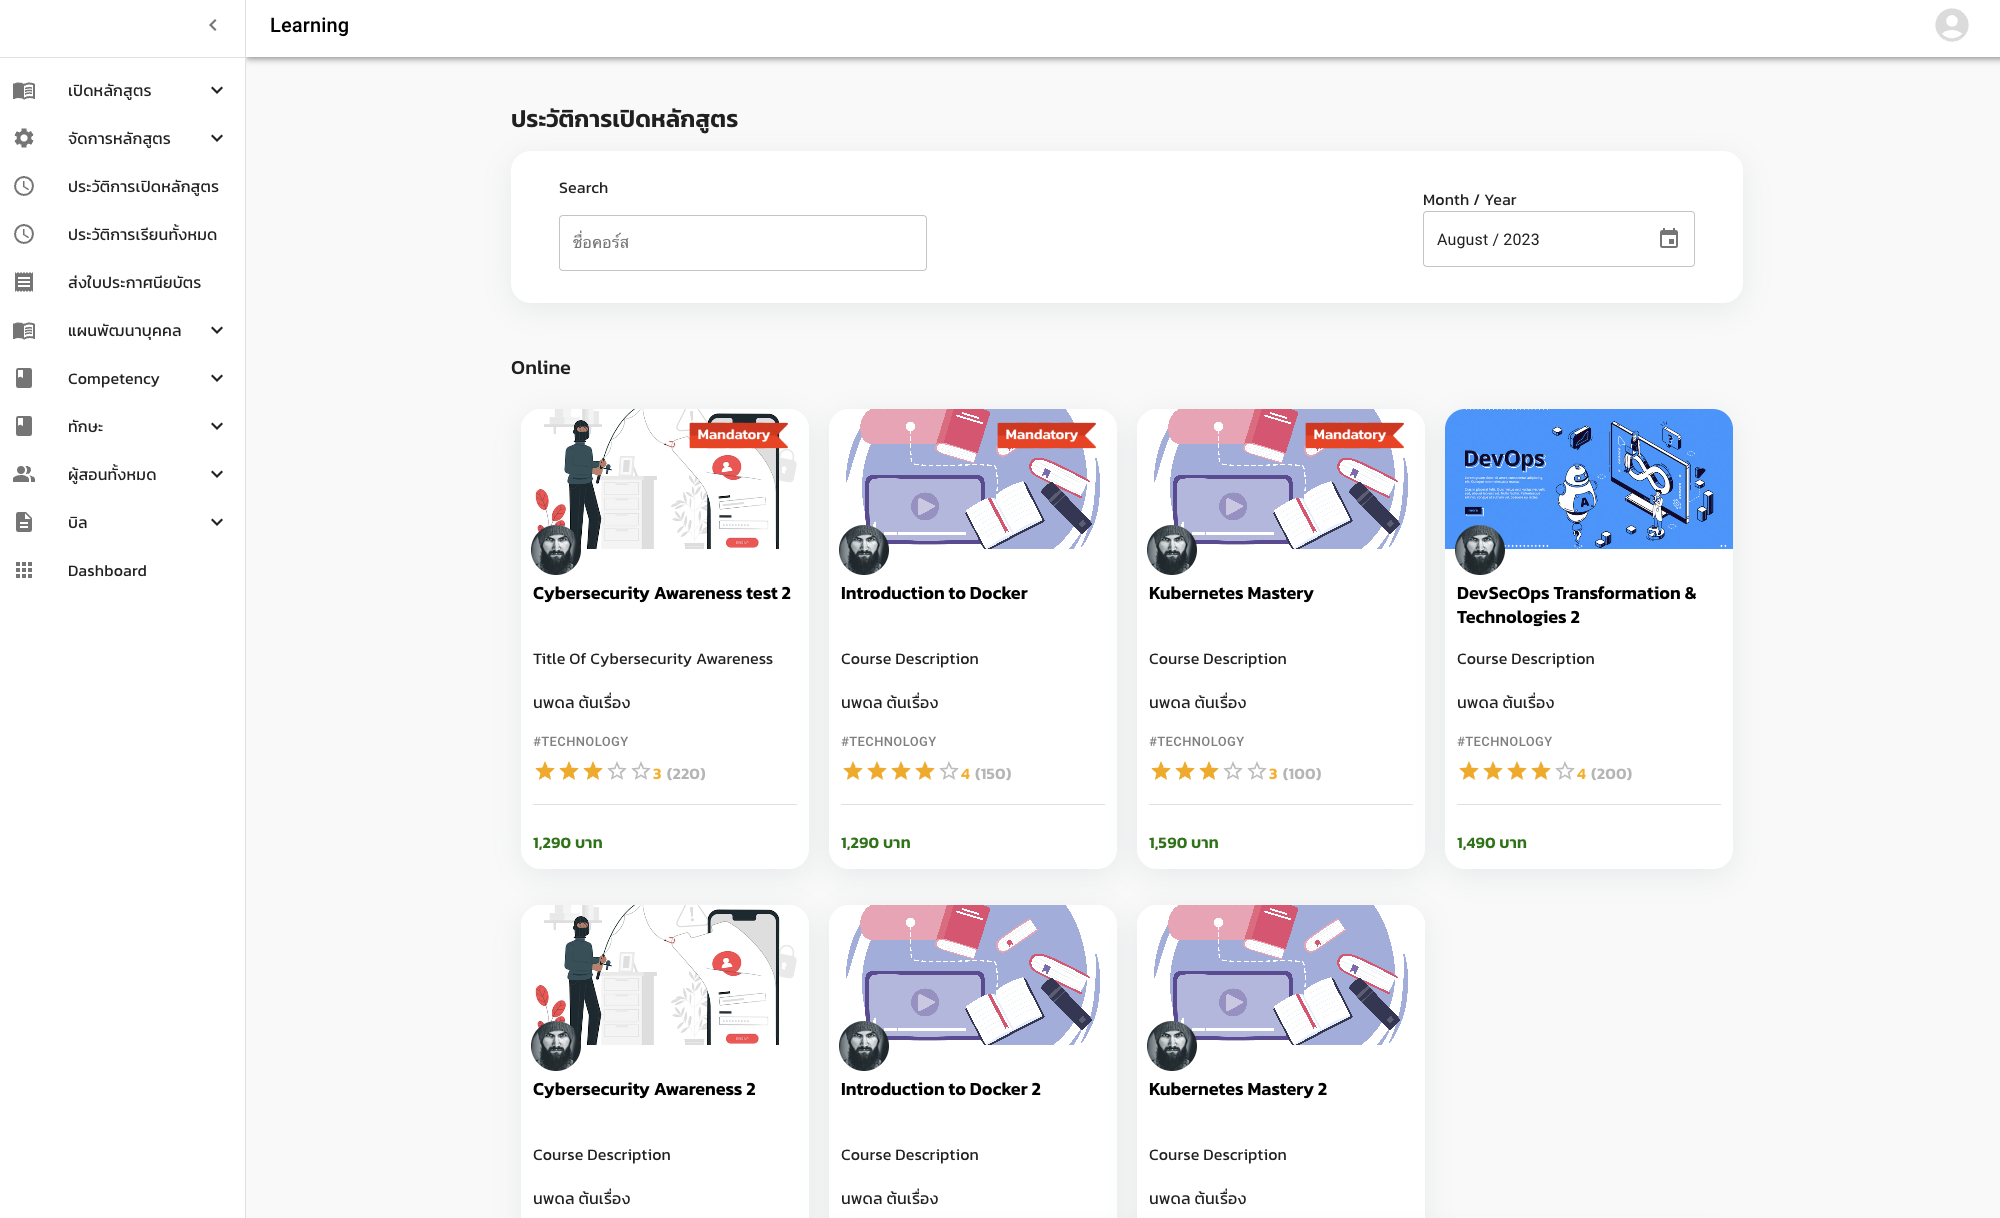 Learning
เปิดหลักสูตร
จัดการหลักสูตร
ประวัติการเปิดหลักสูตร
ประวัติการเรียนทั้งหมด
ส่งใบประกาศนียบัตร
แผนพัฒนาบุคคล
Competency
ทักษะ
ผู้สอนทั้งหมด
บิล
Dashboard
ประวัติการเปิดหลักสูตร
Search
ชื่อคอร์ส
Month / Year
August / 2023
Online
Mandatory
Cybersecurity Awareness test 2
Title Of Cybersecurity Awareness
นพดล ต้นเรื่อง
#TECHNOLOGY
3 (220)
1,290 บาท
Mandatory
Introduction to Docker
Course Description
นพดล ต้นเรื่อง
#TECHNOLOGY
4 (150)
1,290 บาท
Mandatory
Kubernetes Mastery
Course Description
นพดล ต้นเรื่อง
#TECHNOLOGY
3 (100)
1,590 บาท
DevOps
DevSecOps Transformation &
Technologies 2
Course Description
นพดล ต้นเรื่อง
#TECHNOLOGY
4 (200)
1,490 บาท
Cybersecurity Awareness 2
Course Description
นพดล ต้นเรื่อง
Introduction to Docker 2
Course Description
นพดล ต้นเรื่อง
Kubernetes Mastery 2
Course Description
นพดล ต้นเรื่อง